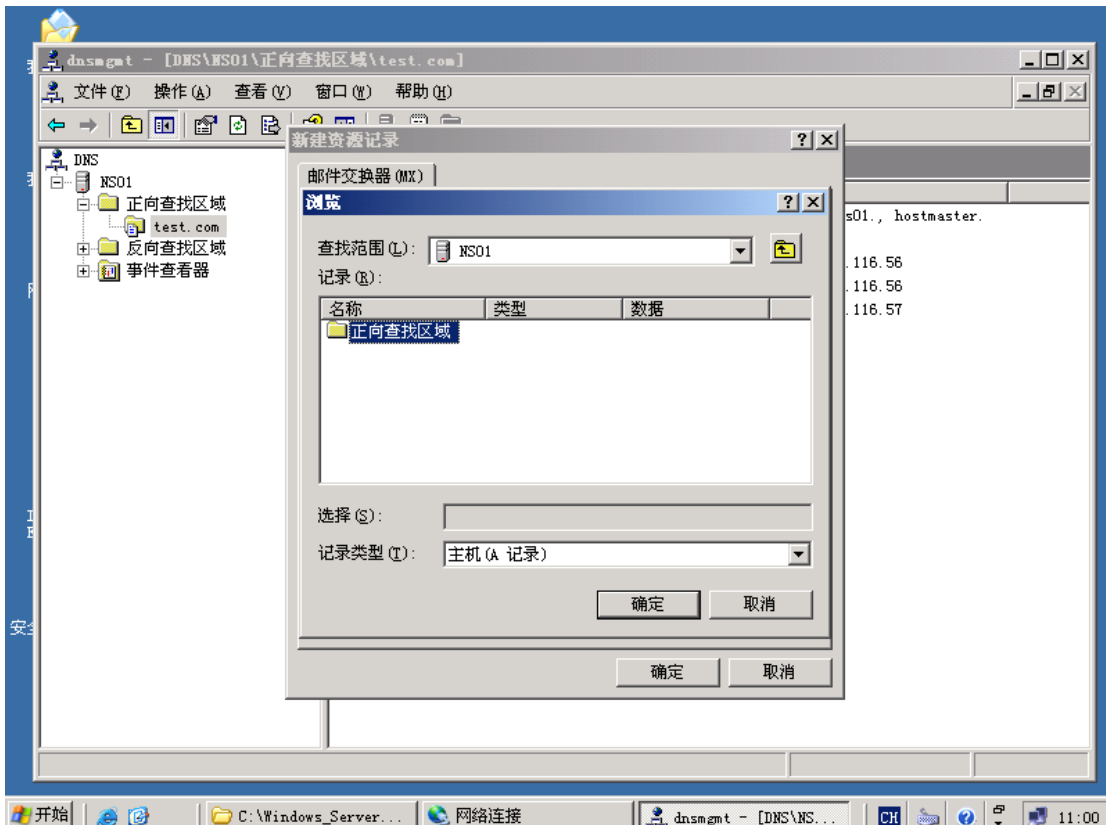 dnsmgmt - [DNS\NS01\正向查找区域\test.com]
文件(F) 操作(A) 查看(V) 窗口(W) 帮助(H)
新建资源记录
邮件交换器(MX)
浏览
查找范围(L): NS01
记录(R):
名称 类型 数据
正向查找区域
选择(S):
记录类型(T): 主机(A 记录)
确定 取消
确定 取消
DNS
NS01
正向查找区域
test.com
反向查找区域
事件查看器
s01., hostmaster.
.116.56
.116.56
.116.57
安全
开始 C:\Windows_Server... 网络连接 dnsmgmt - [DNS\NS... CH 11:00